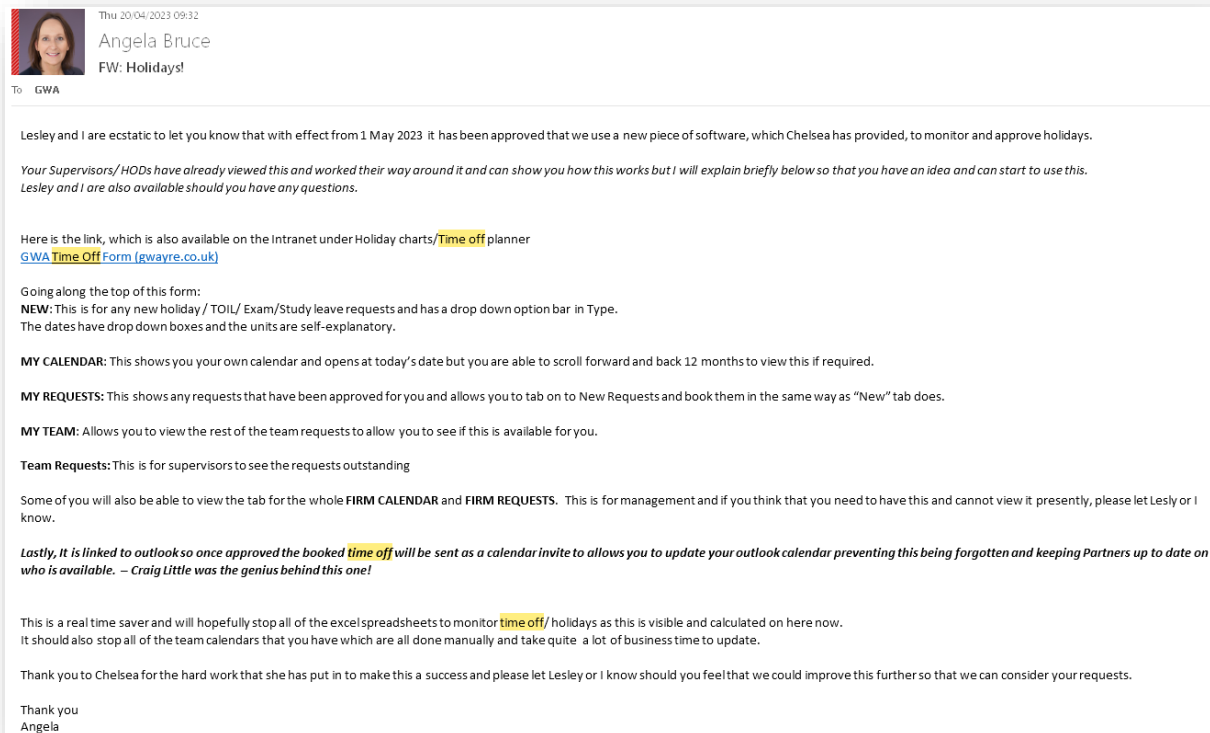 Thu 20/04/2023 09:32
Angela Bruce
FW: Holidays!
To GWA
Lesley and I are ecstatic to let you know that with effect from 1 May 2023 it has been approved that we use a new piece of software, which Chelsea has provided, to monitor and approve holidays.
Your Supervisors/ HODs have already viewed this and worked their way around it and can show you how this works but I will explain briefly below so that you have an idea and can start to use this.
Lesley and I are also available should you have any questions.
Here is the link, which is also available on the Intranet under Holiday charts/Time off planner
GWA Time Off Form (gwayre.co.uk)
Going along the top of this form:
NEW: This is for any new holiday / TOIL/ Exam/Study leave requests and has a drop down option bar in Type.
The dates have drop down boxes and the units are self-explanatory.
MY CALENDAR: This shows you your own calendar and opens at today's date but you are able to scroll forward and back 12 months to view this if required.
MY REQUESTS: This shows any requests that have been approved for you and allows you to tab on to New Requests and book them in the same way as "New" tab does.
MY TEAM: Allows you to view the rest of the team requests to allow you to see if this is available for you.
Team Requests: This is for supervisors to see the requests outstanding
Some of you will also be able to view the tab for the whole FIRM CALENDAR and FIRM REQUESTS. This is for management and if you think that you need to have this and cannot view it presently, please let Lesly or I
know.
Lastly, It is linked to outlook so once approved the booked time off will be sent as a calendar invite to allows you to update your outlook calendar preventing this being forgotten and keeping Partners up to date on
who is available. – Craig Little was the genius behind this one!
This is a real time saver and will hopefully stop all of the excel spreadsheets to monitor time off/ holidays as this is visible and calculated on here now.
It should also stop all of the team calendars that you have which are all done manually and take quite a lot of business time to update.
Thank you to Chelsea for the hard work that she has put in to make this a success and please let Lesley or I know should you feel that we could improve this further so that we can consider your requests.
Thank you
Angela